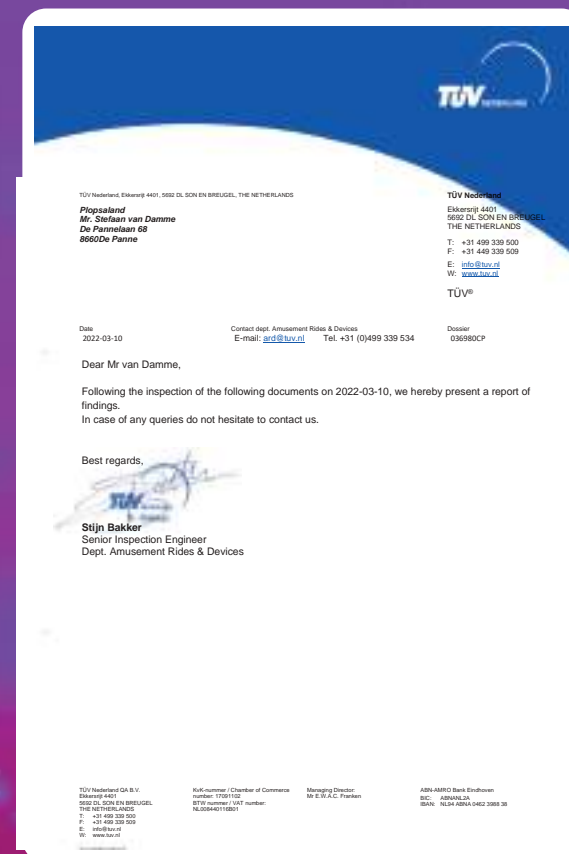 TÜV NEDERLAND
TÜV Nederland, Ekkersrijt 4401, 5692 DL SON EN BREUGEL, THE NETHERLANDS
Plopsaland
Mr. Stefaan van Damme
De Pannelaan 68
8660De Panne
TÜV Nederland
Ekkersrijt 4401
5692 DL SON EN BREUGEL
THE NETHERLANDS
T: +31 499 339 500
F: +31 449 339 509
E: info@tuv.nl
W: www.tuv.nl
TÜV®
Date
2022-03-10
Contact dept. Amusement Rides & Devices
E-mail: ard@tuv.nl Tel. +31 (0)499 339 534
Dossier
036980CP
Dear Mr van Damme,
Following the inspection of the following documents on 2022-03-10, we hereby present a report of
findings.
In case of any queries do not hesitate to contact us.
Best regards,
TÜV
Stijn Bakker
Senior Inspection Engineer
Dept. Amusement Rides & Devices
TÜV Nederland QA B.V.
Ekkersrijt 4401
5692 DL SON EN BREUGEL
THE NETHERLANDS
T: +31 499 339 500
F: +31 499 339 509
E: info@tuv.nl
W: www.tuv.nl
KvK-nummer / Chamber of Commerce
number: 17091102
BTW nummer / VAT number:
NL008440116B01
Managing Director:
Mr E.W.A.C. Franken
ABN-AMRO Bank Eindhoven
BIC: ABNANL2A
IBAN: NL94 ABNA 0462 3988 38